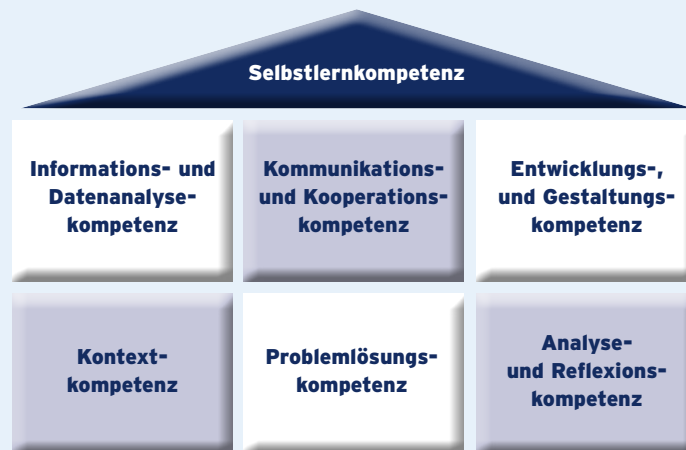 Selbstlernkompetenz
Informations- und
Datenanalyse-
kompetenz
Kommunikations-
und Kooperations-
kompetenz
Entwicklungs-,
und Gestaltungs-
kompetenz
Kontext-
kompetenz
Problemlösungs-
kompetenz
Analyse-
und Reflexions-
kompetenz